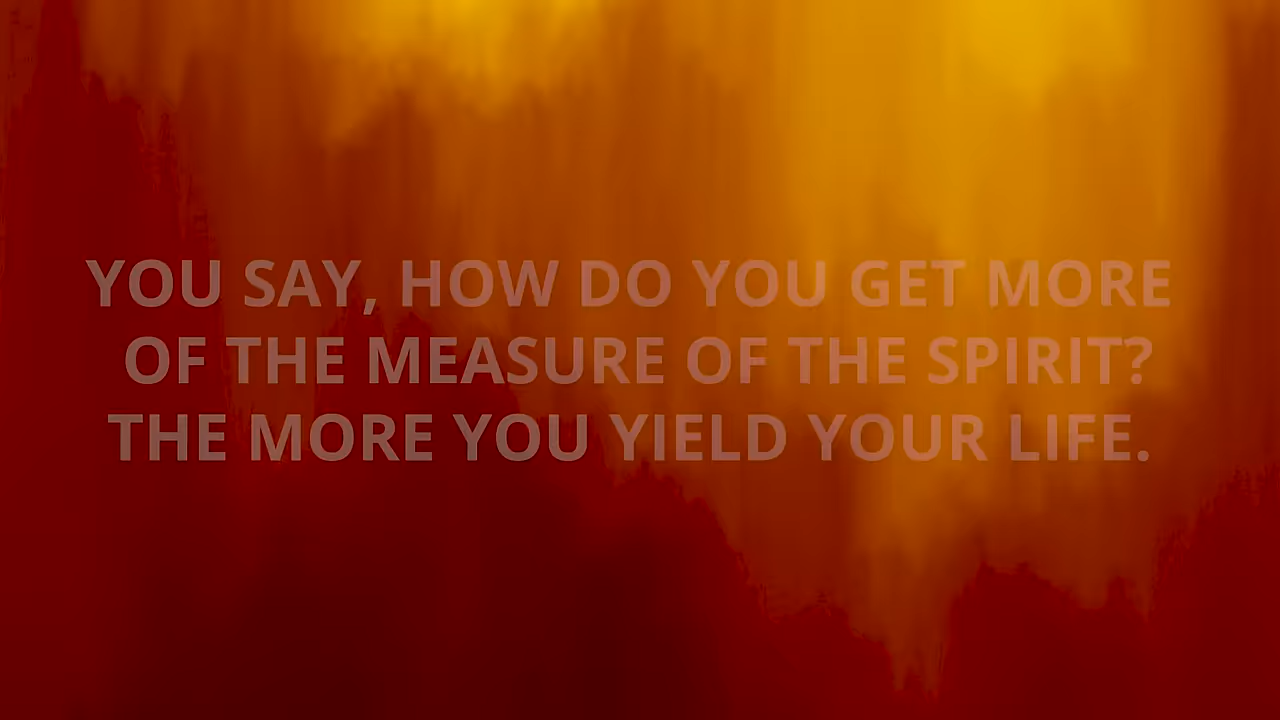 YOU SAY, HOW DO YOU GET MORE
OF THE MEASURE OF THE SPIRIT?
THE MORE YOU YIELD YOUR LIFE.